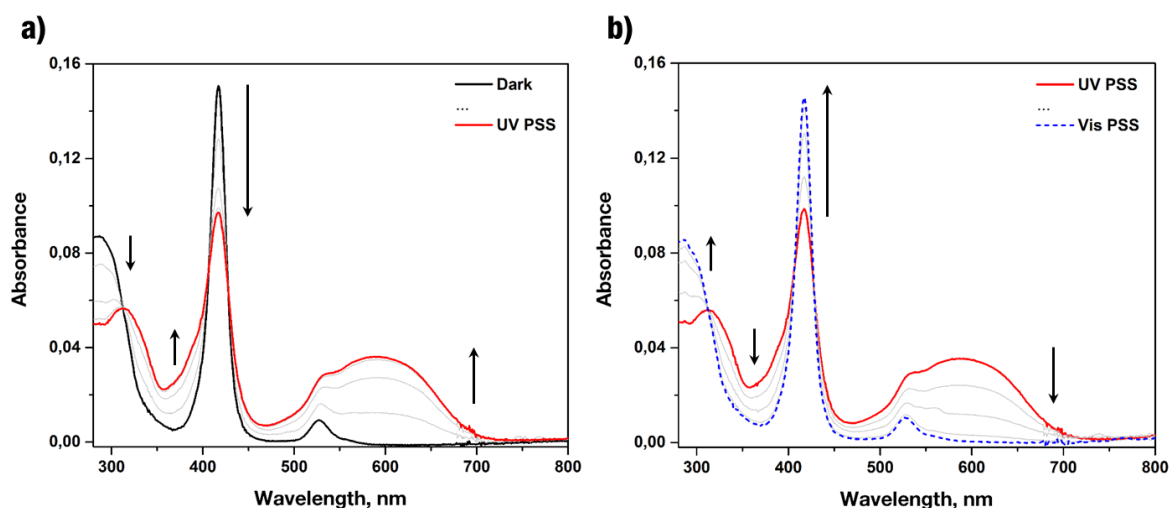 a)
0,16
0,12
0,08
0,04
0,00
Absorbance
Dark
...
UV PSS
300 400 500 600 700 800
Wavelength, nm
b)
0,16
0,12
0,08
0,04
0,00
Absorbance
UV PSS
...
Vis PSS
300 400 500 600 700 800
Wavelength, nm